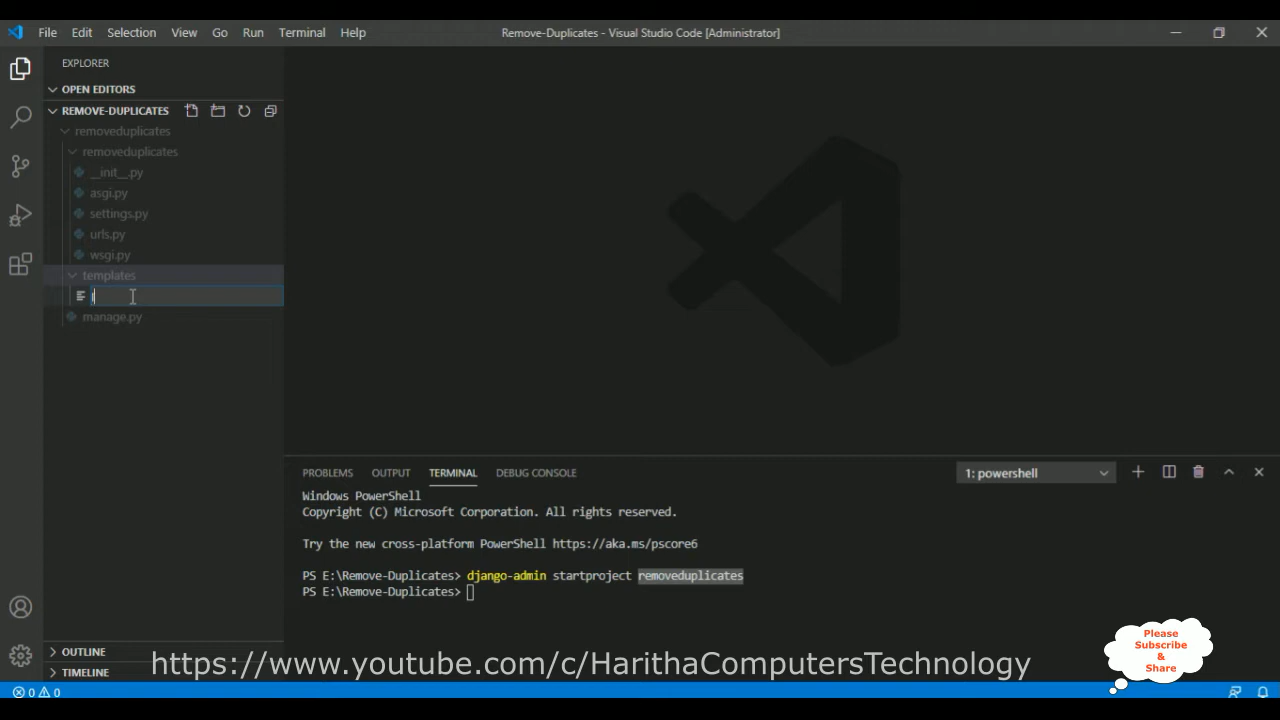 File Edit Selection View Go Run Terminal Help
Remove-Duplicates - Visual Studio Code [Administrator]
EXPLORER
OPEN EDITORS
REMOVE-DUPLICATES
removeduplicates
removeduplicates
__init__.py
asgi.py
settings.py
urls.py
wsgi.py
templates
r
manage.py
PROBLEMS OUTPUT TERMINAL DEBUG CONSOLE
1: powershell
Windows PowerShell
Copyright (C) Microsoft Corporation. All rights reserved.
Try the new cross-platform PowerShell https://aka.ms/pscore6
PS E:\Remove-Duplicates> django-admin startproject removeduplicates
PS E:\Remove-Duplicates>
OUTLINE
TIMELINE
https://www.youtube.com/c/HarithaComputersTechnology
Please
Subscribe
&
Share
0 0